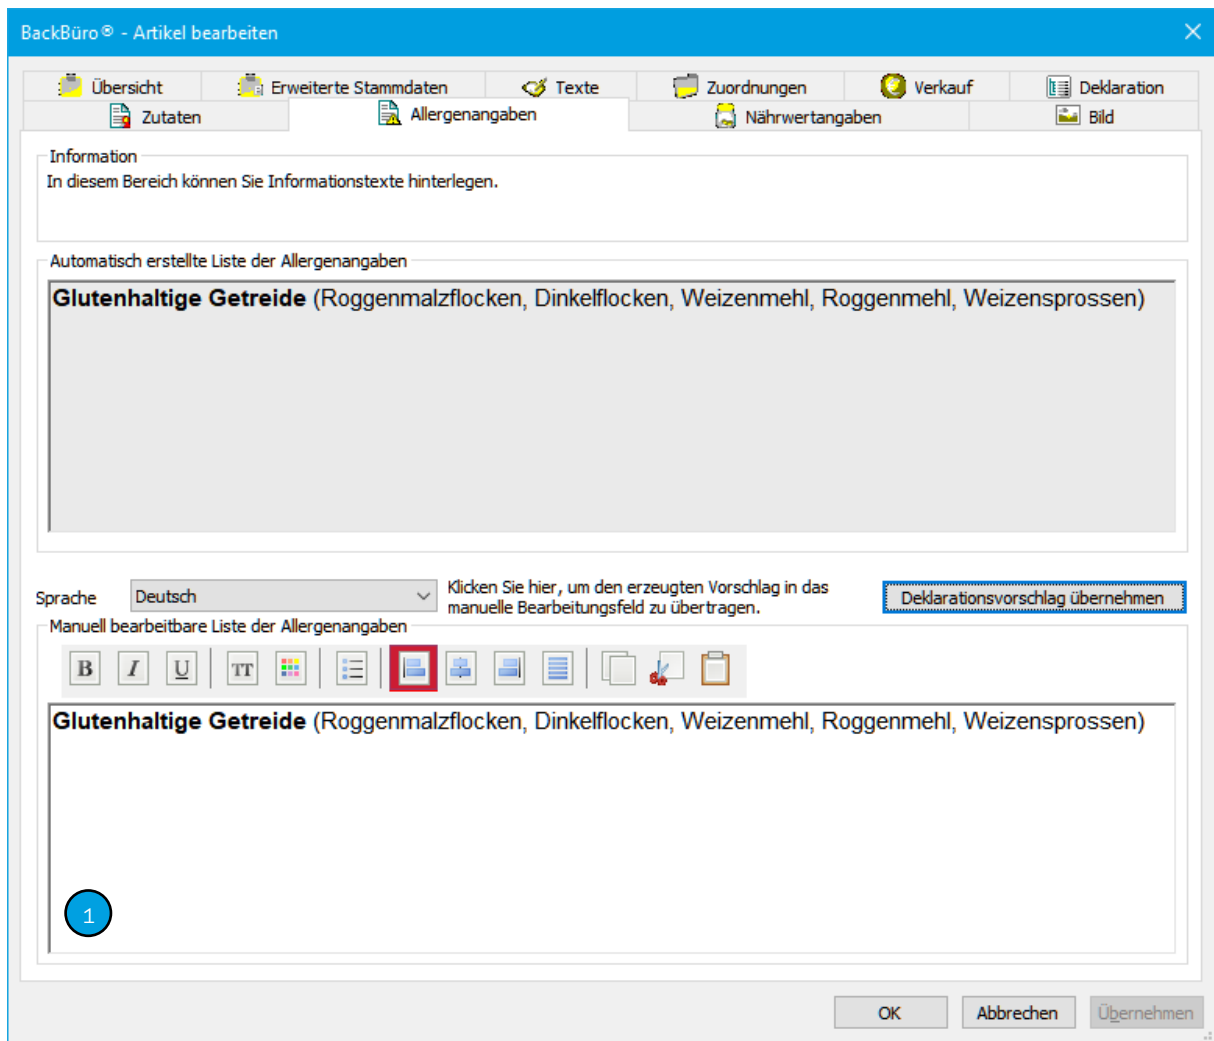 BackBüro® - Artikel bearbeiten
Übersicht Erweiterte Stammdaten Texte Zuordnungen Verkauf Deklaration
Zutaten Allergenangaben Nährwertangaben Bild
Information
In diesem Bereich können Sie Informationstexte hinterlegen.
Automatisch erstellte Liste der Allergenangaben
Glutenhaltige Getreide (Roggenmalzflocken, Dinkelflocken, Weizenmehl, Roggenmehl, Weizensprossen)
Sprache Deutsch
Klicken Sie hier, um den erzeugten Vorschlag in das
manuelle Bearbeitungsfeld zu übertragen.
Deklarationsvorschlag übernehmen
Manuell bearbeitbare Liste der Allergenangaben
B I U TT
Glutenhaltige Getreide (Roggenmalzflocken, Dinkelflocken, Weizenmehl, Roggenmehl, Weizensprossen)
1
OK Abbrechen Übernehmen